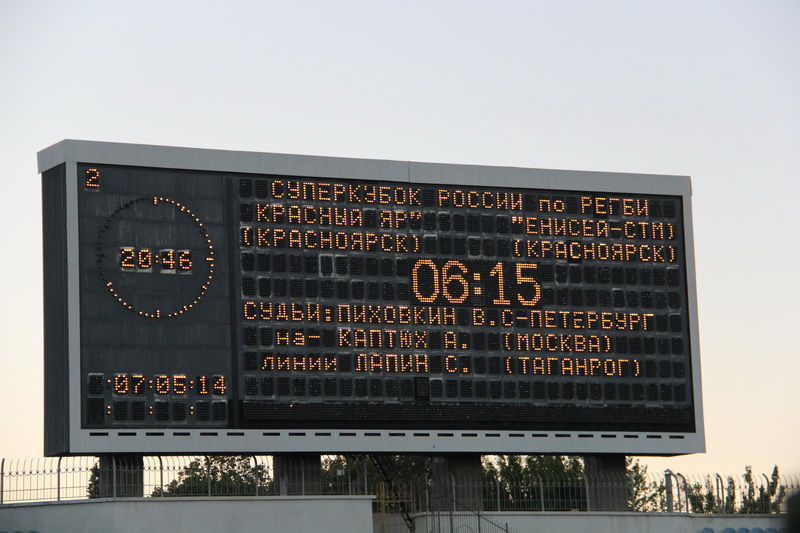 2
СУПЕРКУБОК РОССИИ по РЕГБИ
КРАСНЫЙ ЯР" "ЕНИСЕЙ-СТМ)
(КРАСНОЯРСК) (КРАСНОЯРСК)
20:46
06:15
СУДЬИ:ПИХОВКИН В.С-ПЕТЕРБУРГ
на- КАПТЮХ А. (МОСКВА)
линии ЛАПИН С. (ТАГАНРОГ)
:07:05:14